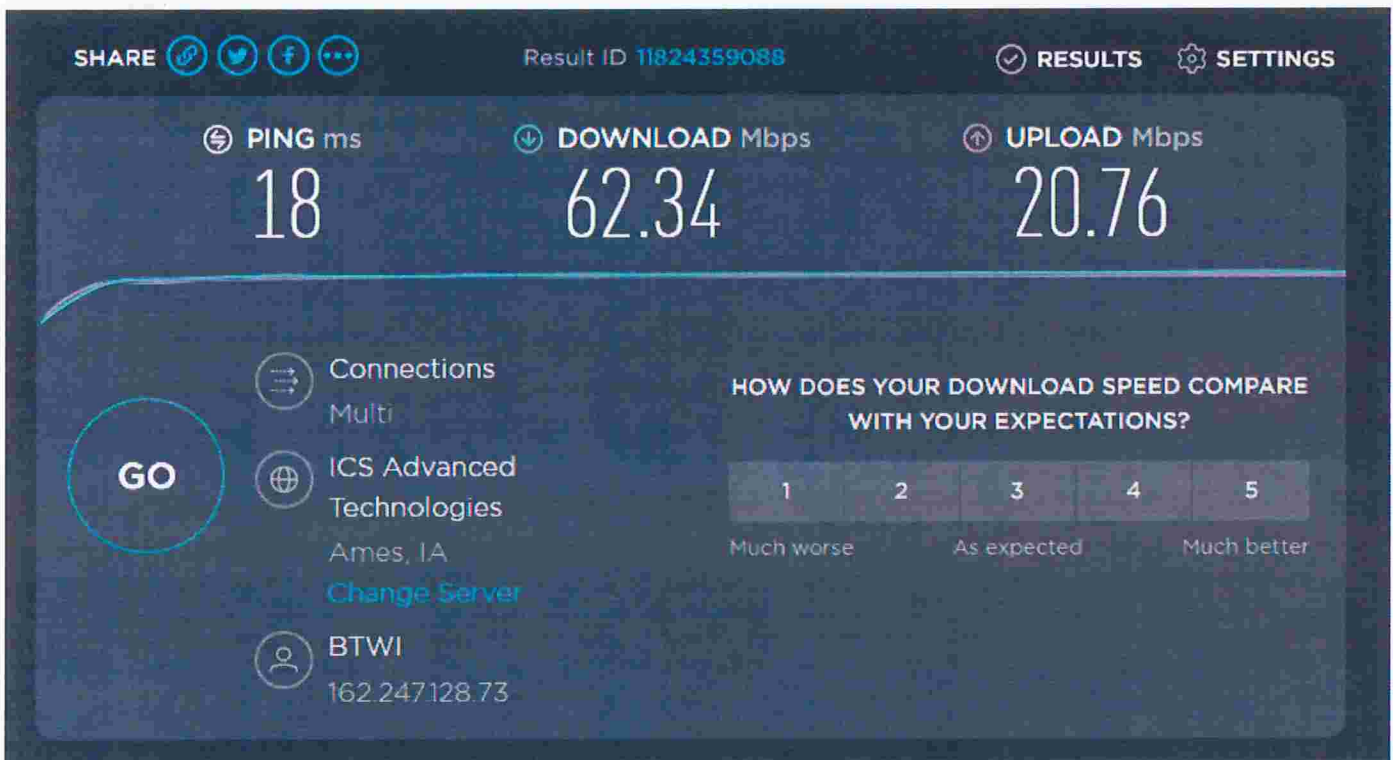 SHARE
Result ID 11824359088
RESULTS
SETTINGS
PING ms
18
DOWNLOAD Mbps
62.34
UPLOAD Mbps
20.76
GO
Connections
Multi
ICS Advanced
Technologies
Ames, IA
Change Server
BTWI
162.247.128.73
HOW DOES YOUR DOWNLOAD SPEED COMPARE
WITH YOUR EXPECTATIONS?
1 2 3 4 5
Much worse As expected Much better